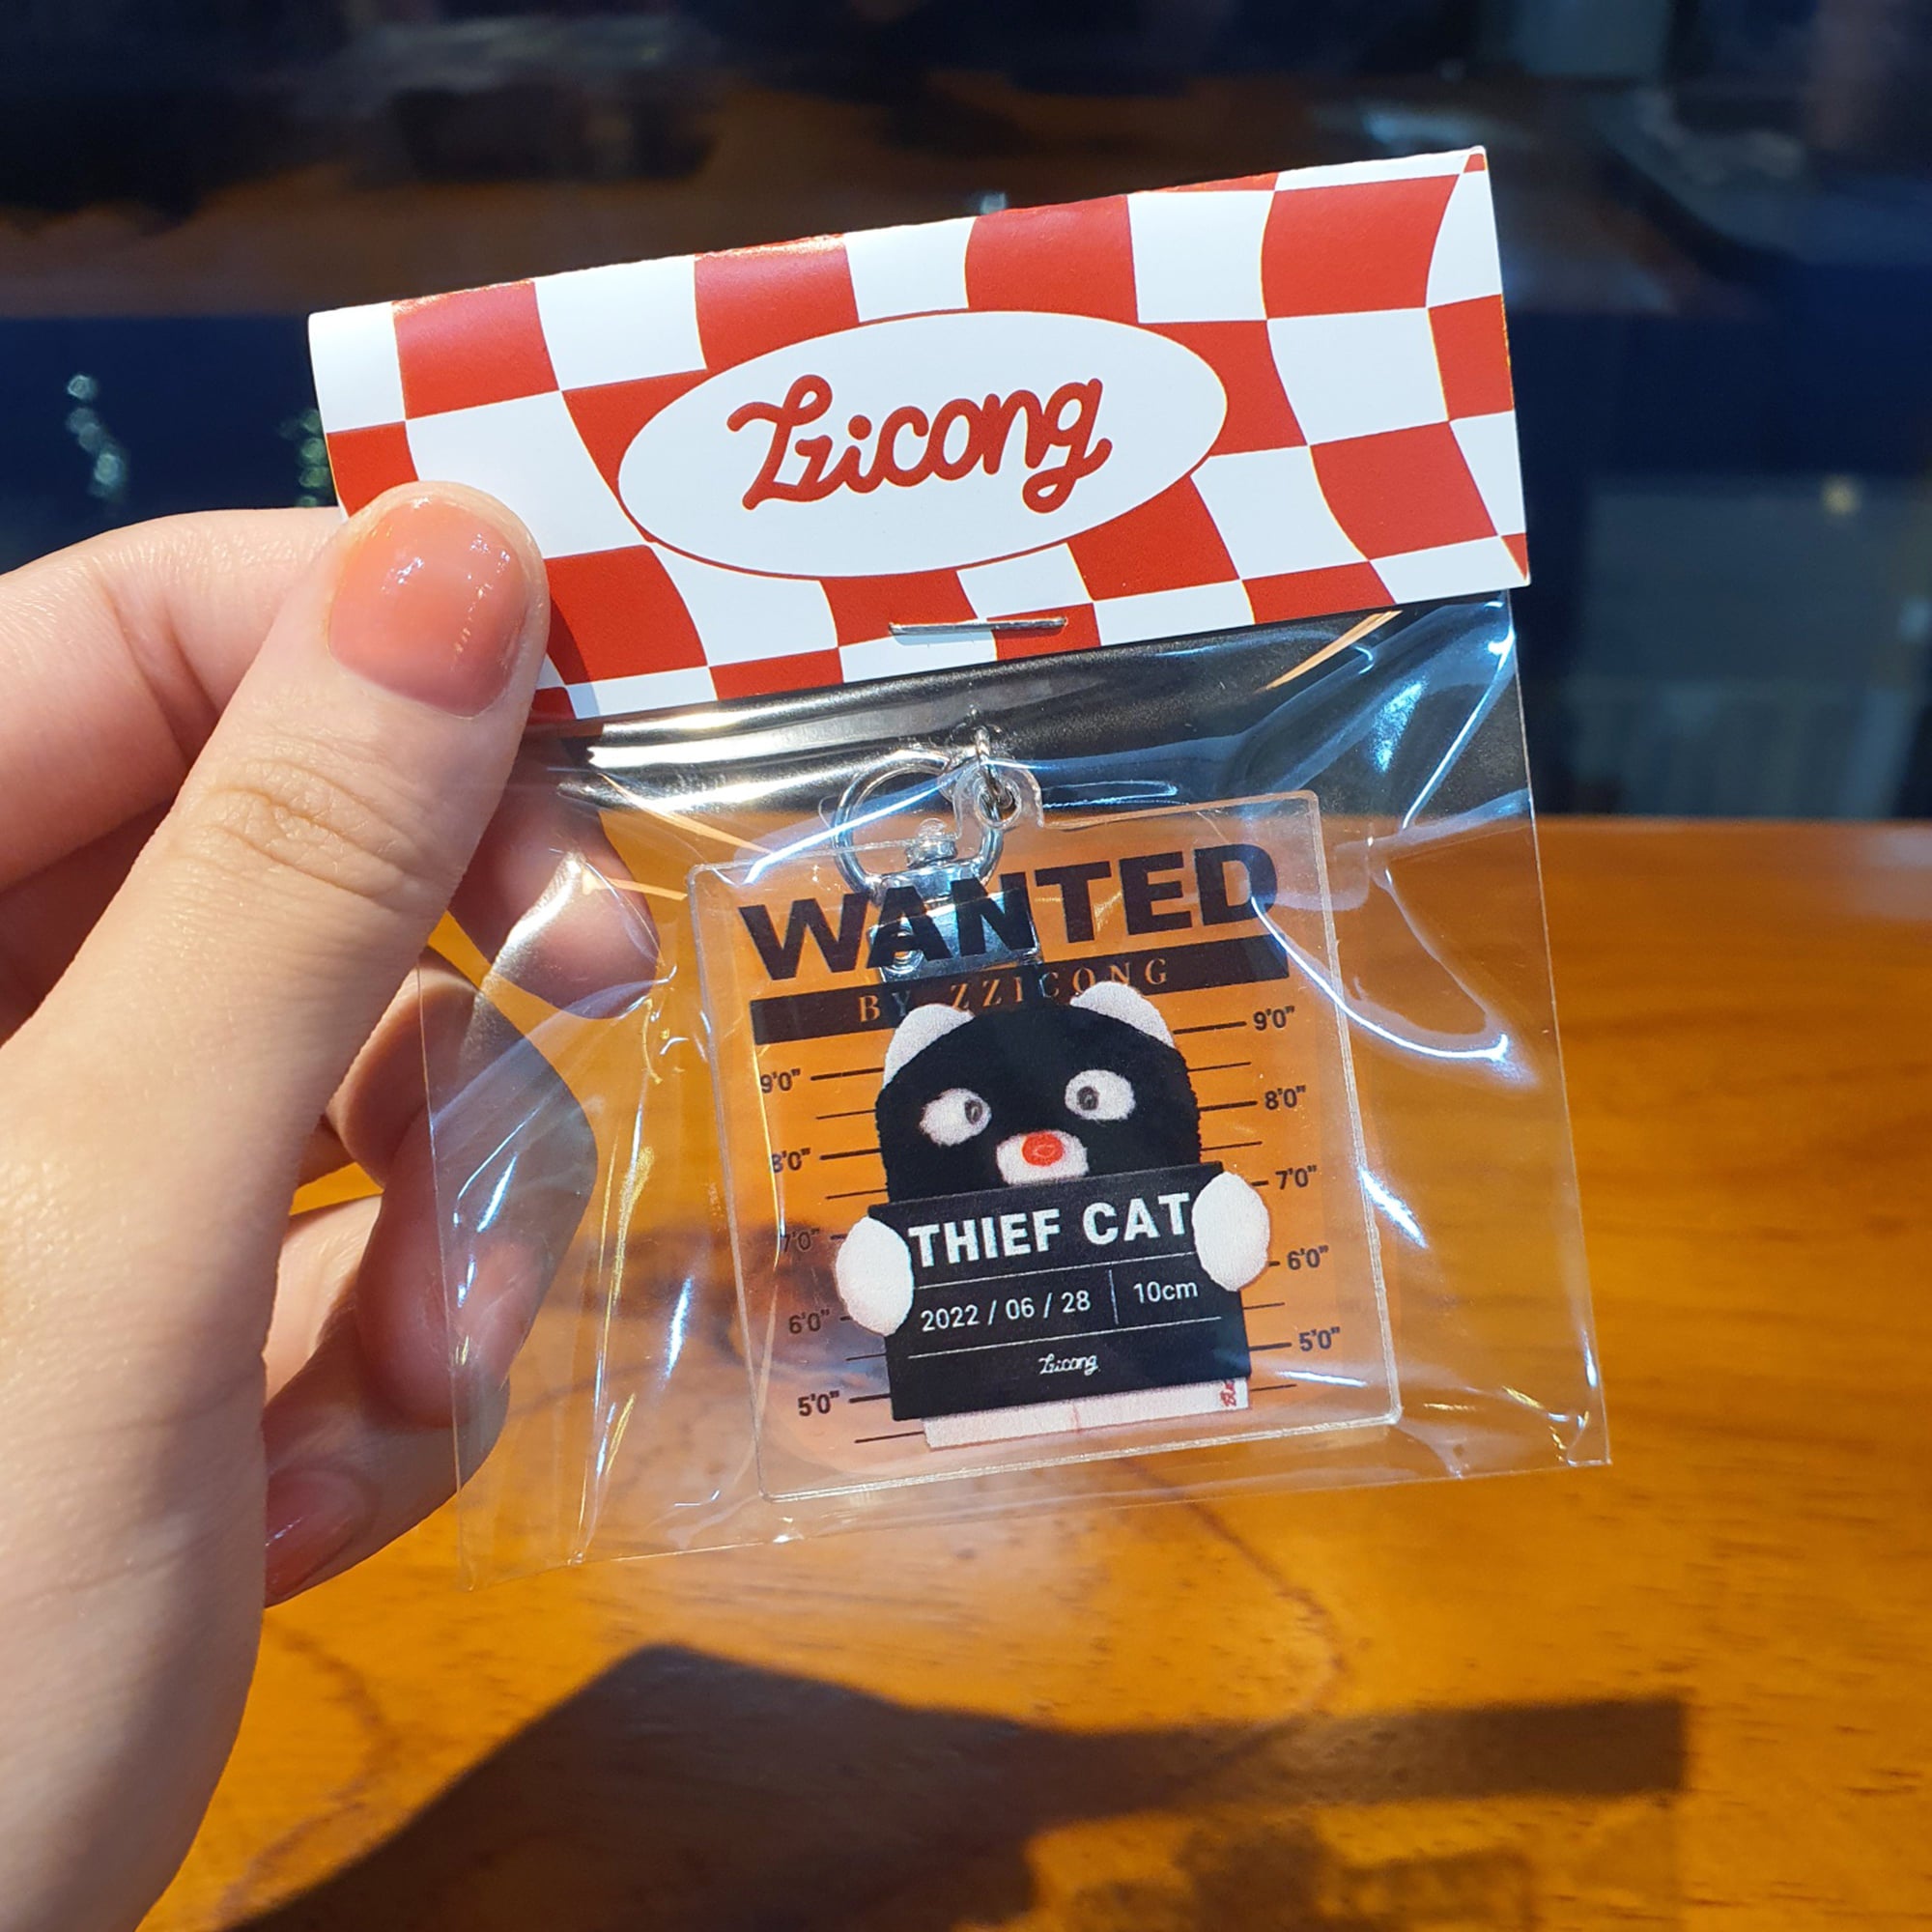 Zzicong
WANTED
BY ZZICONG
9'0"
9'0"
8'0"
8'0"
7'0"
7'0"
6'0"
6'0"
5'0"
5'0"
THIEF CAT
2022 / 06 / 28 | 10cm
Zzicong